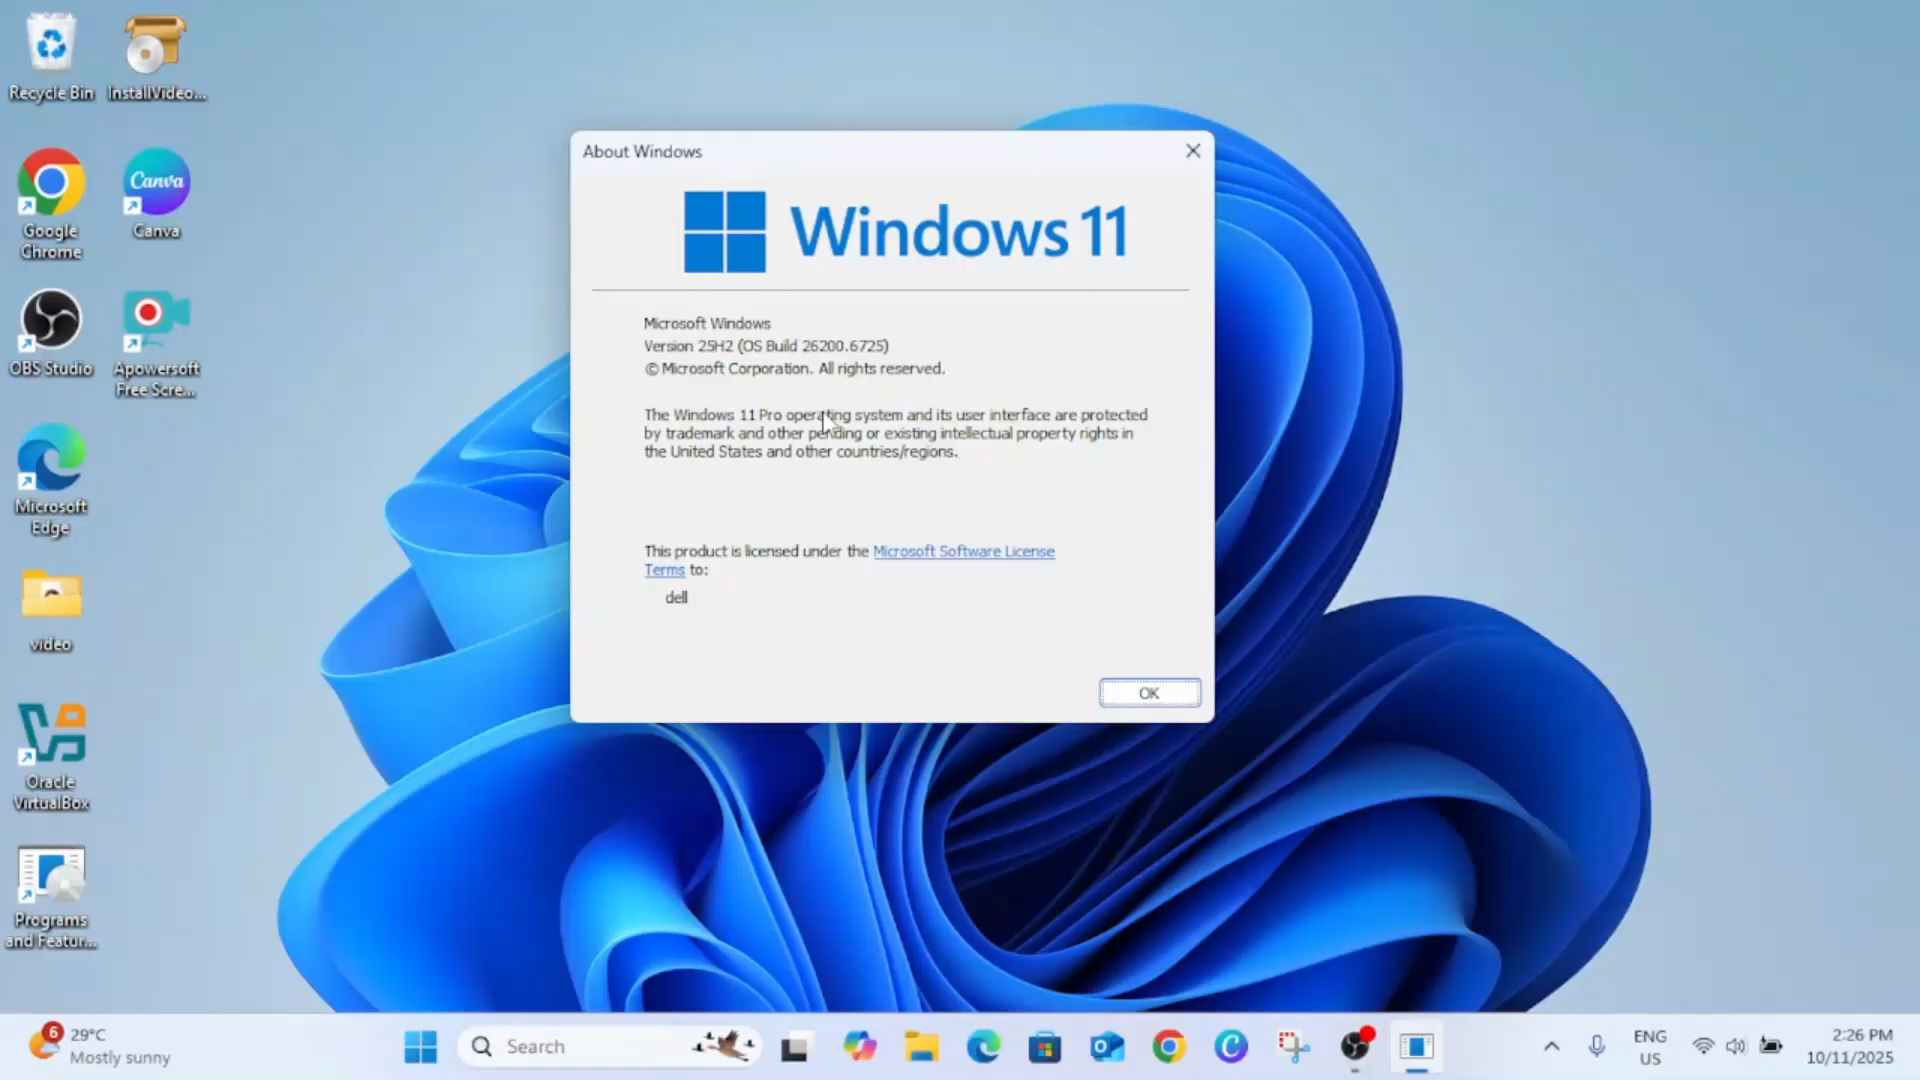 Recycle Bin
InstallVideo...
Google
Chrome
Canva
Canva
OBS Studio
Apowersoft
Free Scre...
Microsoft
Edge
video
Oracle
VirtualBox
Programs
and Featur...
About Windows
Windows 11
Microsoft Windows
Version 25H2 (OS Build 26200.6725)
© Microsoft Corporation. All rights reserved.
The Windows 11 Pro operating system and its user interface are protected
by trademark and other pending or existing intellectual property rights in
the United States and other countries/regions.
This product is licensed under the Microsoft Software License
Terms to:
dell
OK
6
29°C
Mostly sunny
Search
ENG
US
2:26 PM
10/11/2025